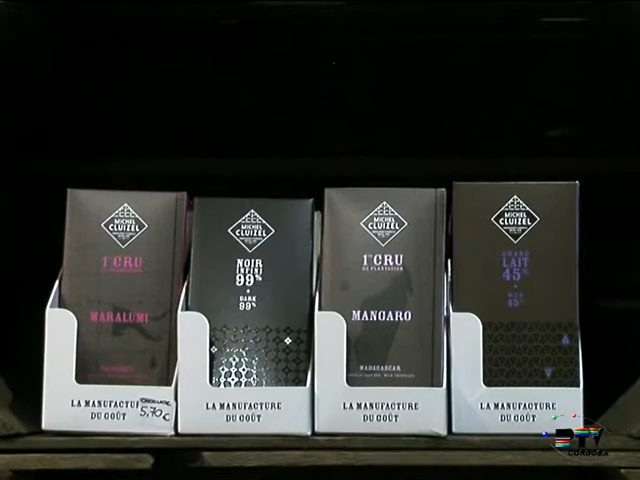 MICHEL
CLUIZEL
1ER CRU
DE PLANTATION
MARALUMI
LA MANUFACTURE
DU GOÛT
CHOCOLATE
5,70 €
MICHEL
CLUIZEL
NOIR
INFINI
99%
DARK
99%
LA MANUFACTURE
DU GOÛT
MICHEL
CLUIZEL
1ER CRU
DE PLANTATION
MANGARO
MADAGASCAR
LA MANUFACTURE
DU GOÛT
MICHEL
CLUIZEL
GRAND
LAIT
45%
MILK
45%
LA MANUFACTURE
DU GOÛT
CORDOBA